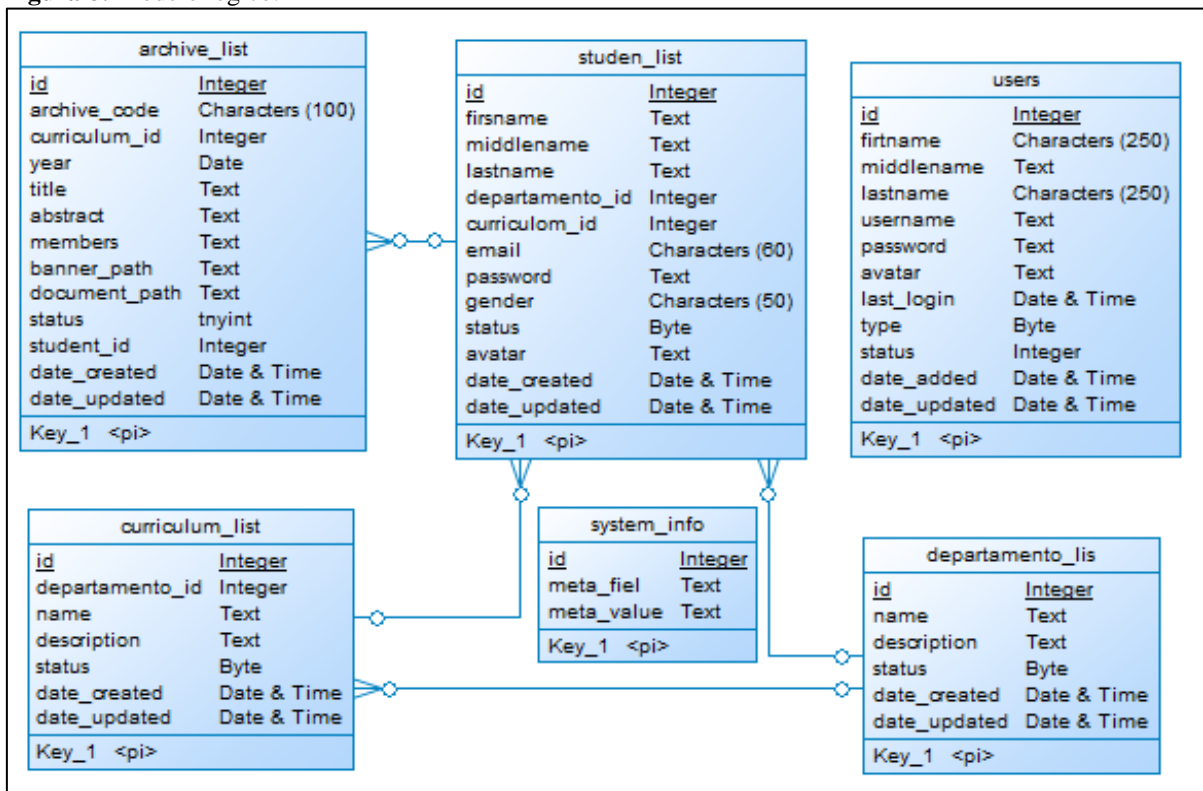 archive_list
id Integer
archive_code Characters (100)
curriculum_id Integer
year Date
title Text
abstract Text
members Text
banner_path Text
document_path Text
status tnyint
student_id Integer
date_created Date & Time
date_updated Date & Time
Key_1 <pi>
studen_list
id Integer
firsname Text
middlename Text
lastname Text
departamento_id Integer
curriculom_id Integer
email Characters (60)
password Text
gender Characters (50)
status Byte
avatar Text
date_created Date & Time
date_updated Date & Time
Key_1 <pi>
users
id Integer
firtname Characters (250)
middlename Text
lastname Characters (250)
username Text
password Text
avatar Text
last_login Date & Time
type Byte
status Integer
date_added Date & Time
date_updated Date & Time
Key_1 <pi>
curriculum_list
id Integer
departamento_id Integer
name Text
description Text
status Byte
date_created Date & Time
date_updated Date & Time
Key_1 <pi>
system_info
id Integer
meta_fiel Text
meta_value Text
Key_1 <pi>
departamento_lis
id Integer
name Text
description Text
status Byte
date_created Date & Time
date_updated Date & Time
Key_1 <pi>